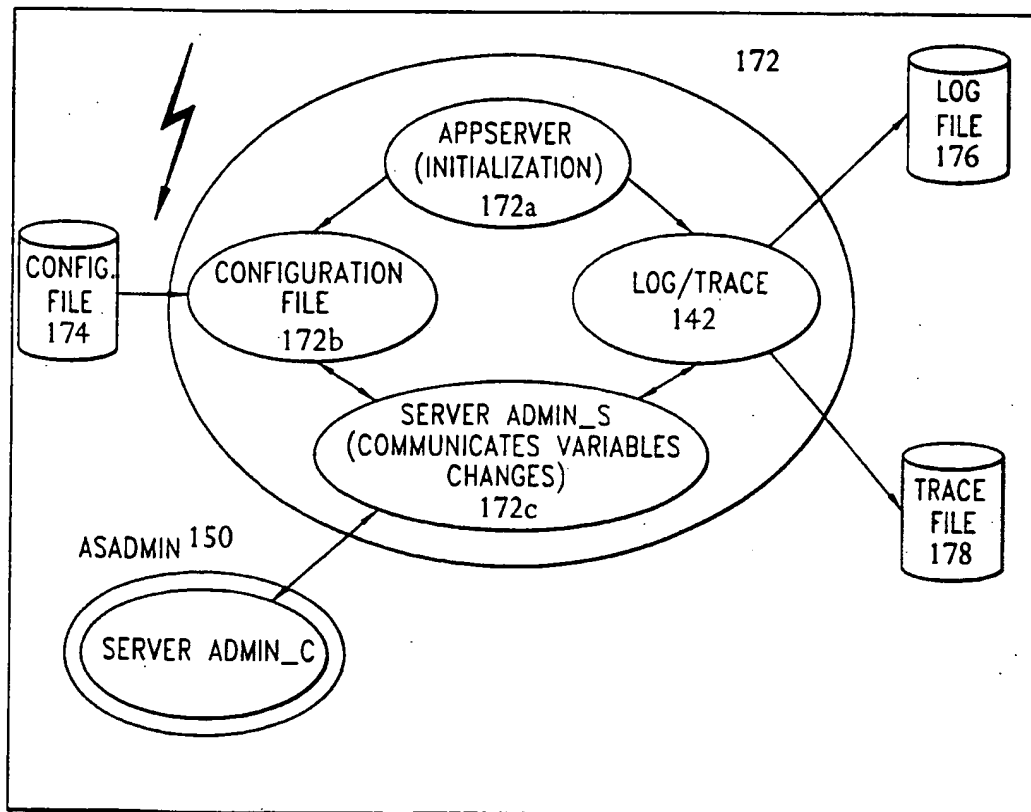 172
LOG
FILE
176
APPSERVER
(INITIALIZATION)
172a
CONFIG.
FILE
174
CONFIGURATION
FILE
172b
LOG/TRACE
142
SERVER ADMIN_S
(COMMUNICATES VARIABLES
CHANGES)
172c
TRACE
FILE
178
ASADMIN 150
SERVER ADMIN_C